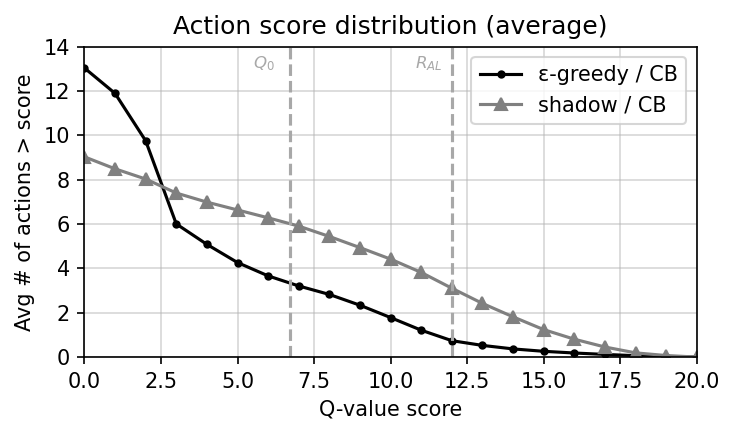 Action score distribution (average)
14
12
10
8
6
4
2
0
Avg # of actions > score
Q₀
R_AL
ε-greedy / CB
shadow / CB
0.0 2.5 5.0 7.5 10.0 12.5 15.0 17.5 20.0
Q-value score